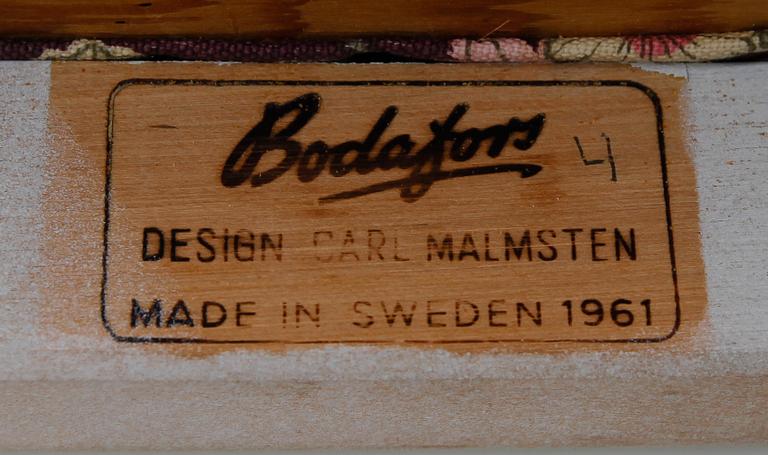 Bodafors 4
DESIGN CARL MALMSTEN
MADE IN SWEDEN 1961